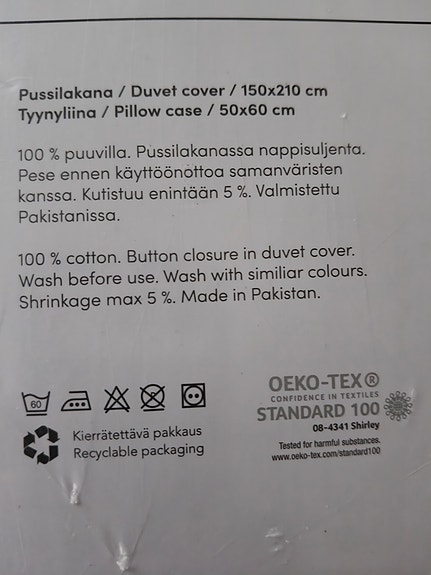 Pussilakana / Duvet cover / 150x210 cm
Tyynyliina / Pillow case / 50x60 cm
100 % puuvilla. Pussilakanassa nappisuljenta.
Pese ennen käyttöönottoa samanväristen
kanssa. Kutistuu enintään 5 %. Valmistettu
Pakistanissa.
100 % cotton. Button closure in duvet cover.
Wash before use. Wash with similiar colours.
Shrinkage max 5 %. Made in Pakistan.
60
Kierrätettävä pakkaus
Recyclable packaging
OEKO-TEX®
CONFIDENCE IN TEXTILES
STANDARD 100
08-4341 Shirley
Tested for harmful substances.
www.oeko-tex.com/standard100